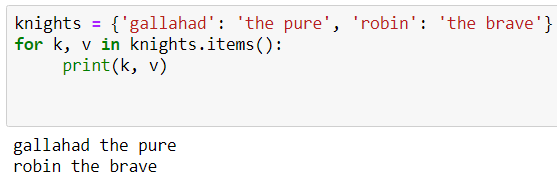 knights = {'gallahad': 'the pure', 'robin': 'the brave'}
for k, v in knights.items():
    print(k, v)
gallahad the pure
robin the brave